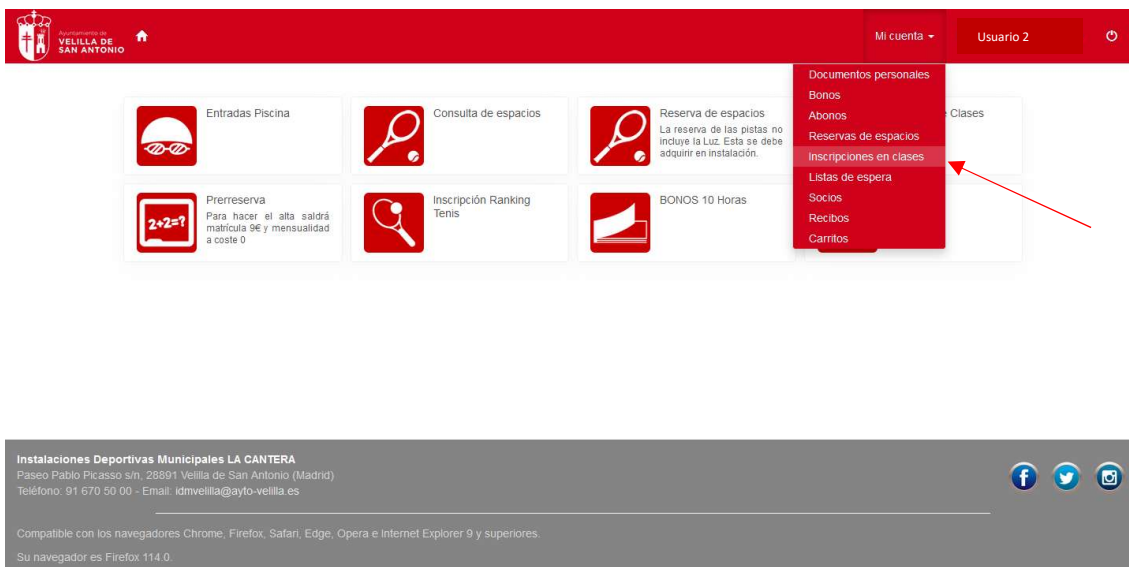 Ayuntamiento de
VELILLA DE
SAN ANTONIO
Mi cuenta
Usuario 2
Documentos personales
Bonos
Abonos
Reservas de espacios
Inscripciones en clases
Listas de espera
Socios
Recibos
Carritos
Entradas Piscina
Consulta de espacios
Reserva de espacios
La reserva de las pistas no
incluye la Luz. Esta se debe
adquirir en instalación.
Clases
2+2=?
Prerreserva
Para hacer el alta saldrá
matrícula 9€ y mensualidad
a coste 0
Inscripción Ranking
Tenis
BONOS 10 Horas
Instalaciones Deportivas Municipales LA CANTERA
Paseo Pablo Picasso s/n, 28891 Velilla de San Antonio (Madrid)
Teléfono: 91 670 50 00 - Email: idmvelilla@ayto-velilla.es
Compatible con los navegadores Chrome, Firefox, Safari, Edge, Opera e Internet Explorer 9 y superiores.
Su navegador es Firefox 114.0.